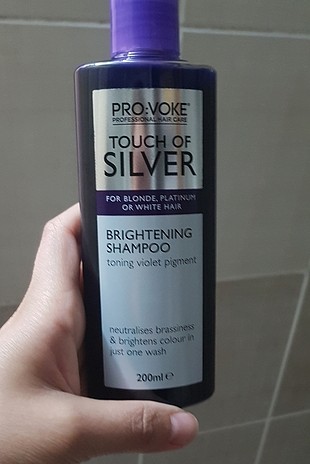 PRO:VOKE®
PROFESSIONAL HAIR CARE
TOUCH OF
SILVER
FOR BLONDE, PLATINUM
OR WHITE HAIR
BRIGHTENING
SHAMPOO
toning violet pigment
neutralises brassiness
& brightens colour in
just one wash
200ml ℮